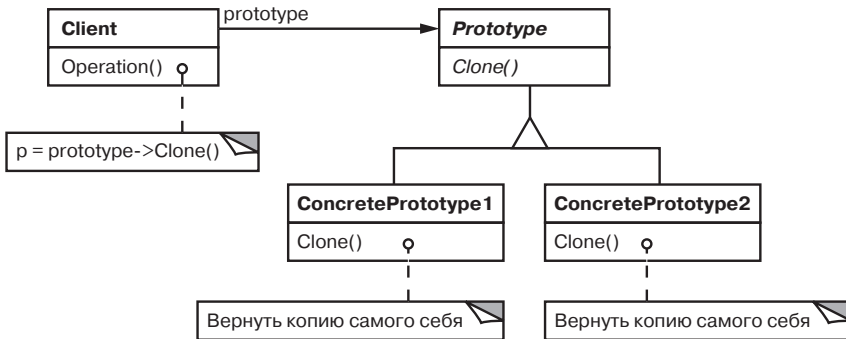 Client
prototype
Prototype
Operation()
Clone()
p = prototype->Clone()
ConcretePrototype1
ConcretePrototype2
Clone()
Clone()
Вернуть копию самого себя
Вернуть копию самого себя